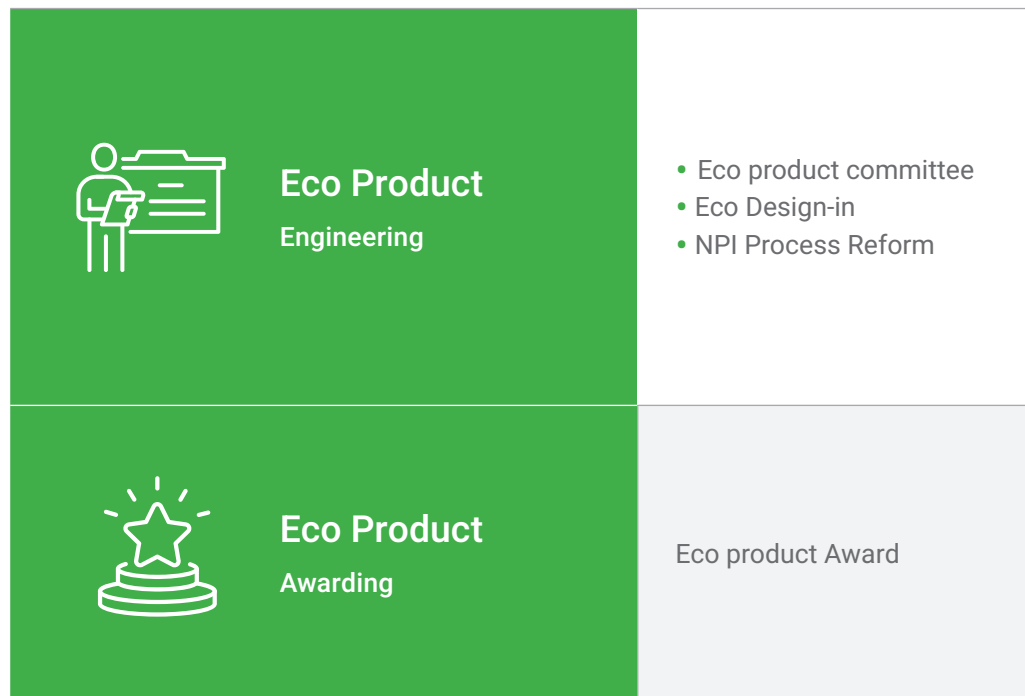 Eco Product
Engineering
• Eco product committee
• Eco Design-in
• NPI Process Reform
Eco Product
Awarding
Eco product Award